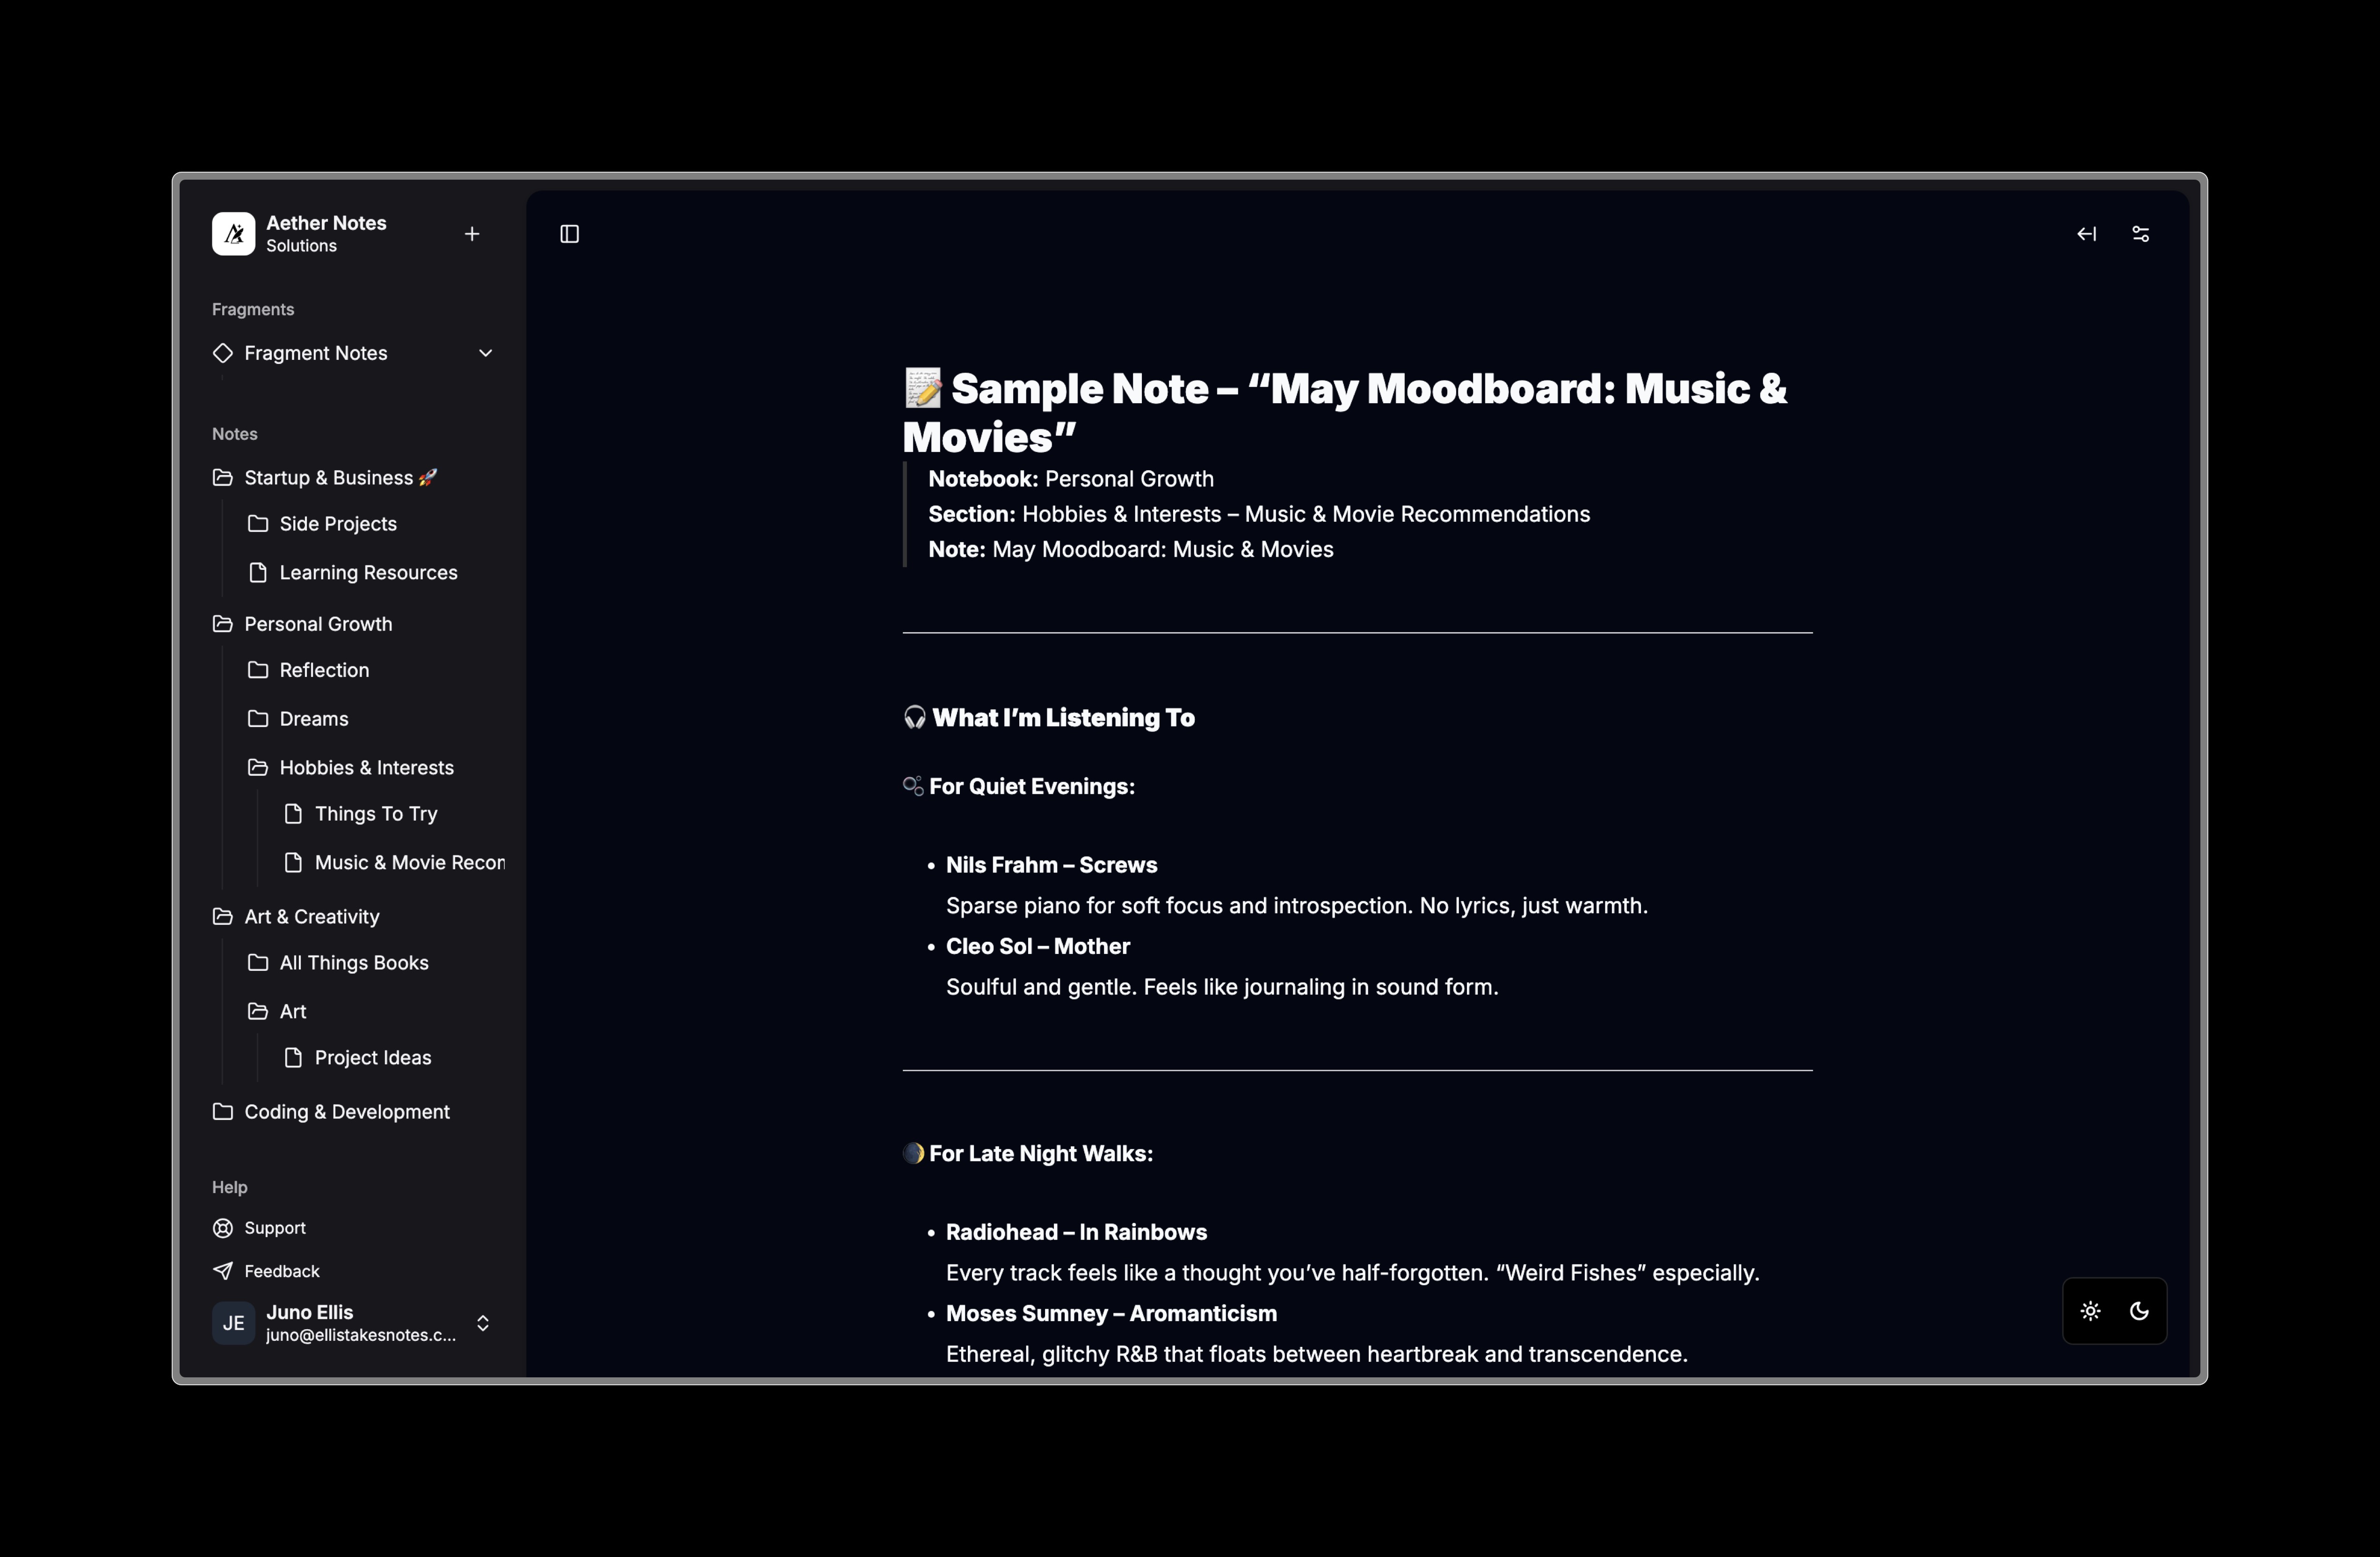 Aether Notes
Solutions
Fragments
Fragment Notes
Notes
Startup & Business 🚀
Side Projects
Learning Resources
Personal Growth
Reflection
Dreams
Hobbies & Interests
Things To Try
Music & Movie Recon
Art & Creativity
All Things Books
Art
Project Ideas
Coding & Development
Help
Support
Feedback
JE
Juno Ellis
juno@ellistakesnotes.c...
📝 Sample Note – “May Moodboard: Music &
Movies”
Notebook: Personal Growth
Section: Hobbies & Interests – Music & Movie Recommendations
Note: May Moodboard: Music & Movies
🎧 What I’m Listening To
🫧 For Quiet Evenings:
• Nils Frahm – Screws
Sparse piano for soft focus and introspection. No lyrics, just warmth.
• Cleo Sol – Mother
Soulful and gentle. Feels like journaling in sound form.
🌒 For Late Night Walks:
• Radiohead – In Rainbows
Every track feels like a thought you’ve half-forgotten. “Weird Fishes” especially.
• Moses Sumney – Aromanticism
Ethereal, glitchy R&B that floats between heartbreak and transcendence.